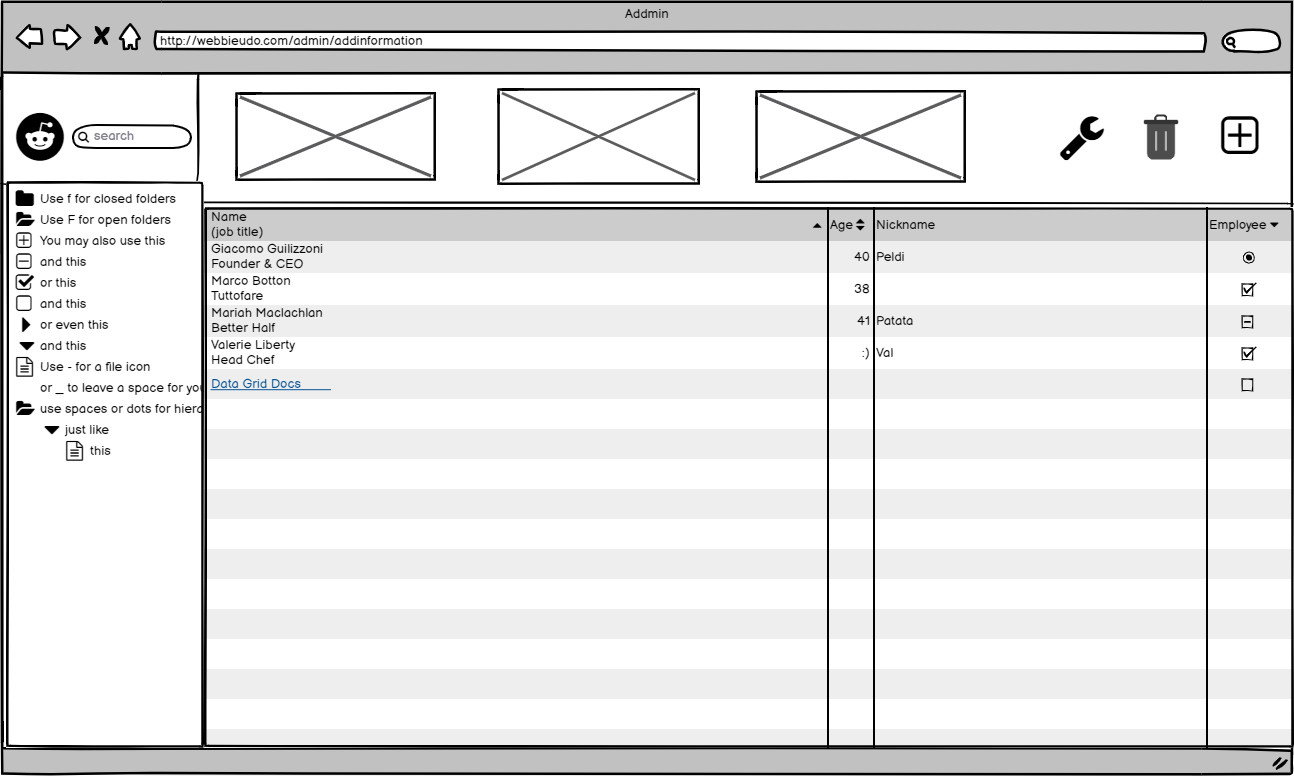 Addmin
http://webbieudo.com/admin/addinformation
search
Use f for closed folders
Use F for open folders
You may also use this
and this
or this
and this
or even this
and this
Use - for a file icon
or _ to leave a space for you
use spaces or dots for hierc
just like
this
Name
(job title)
Age
Nickname
Employee
Giacomo Guilizzoni
Founder & CEO
40
Peldi
Marco Botton
Tuttofare
38
Mariah Maclachlan
Better Half
41
Patata
Valerie Liberty
Head Chef
:)
Val
Data Grid Docs